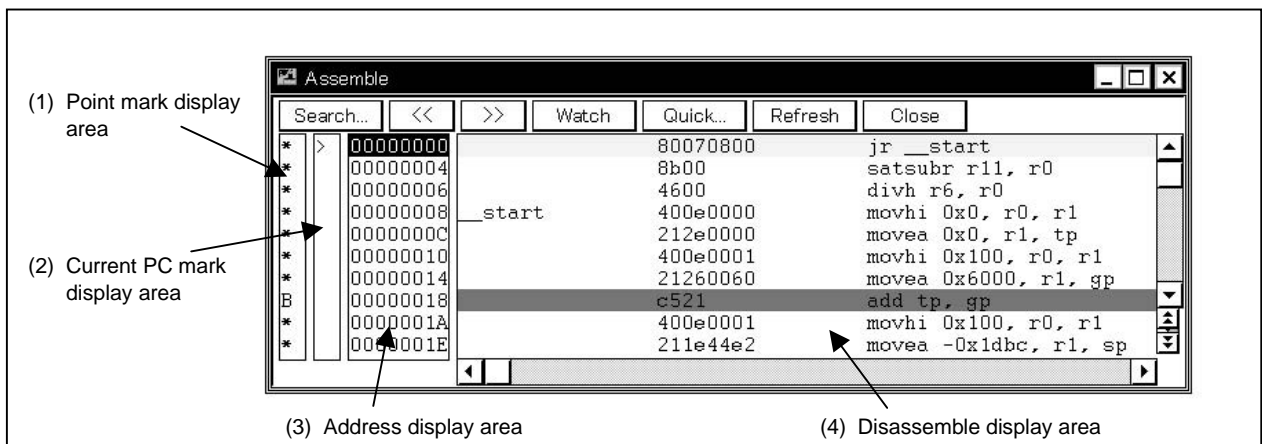 Assemble
(1) Point mark display area
Search... << >> Watch Quick... Refresh Close
* > 00000000 80070800 jr __start
* 00000004 8b00 satsubr r11, r0
* 00000006 4600 divh r6, r0
* 00000008 __start 400e0000 movhi 0x0, r0, r1
* 0000000C 212e0000 movea 0x0, r1, tp
(2) Current PC mark display area
* 00000010 400e0001 movhi 0x100, r0, r1
* 00000014 21260060 movea 0x6000, r1, gp
B 00000018 c521 add tp, gp
* 0000001A 400e0001 movhi 0x100, r0, r1
* 0000001E 211e44e2 movea -0x1dbc, r1, sp
(3) Address display area
(4) Disassemble display area